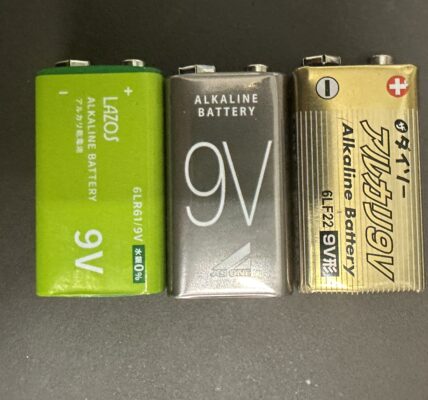 +
−
LAZOS
ALKALINE BATTERY
アルカリ乾電池
6LR61/9V
水銀0%
9V
ALKALINE
BATTERY
9V
− +
ザ・ダイソー
アルカリ9V
Alkaline Battery
6LF22 9V形